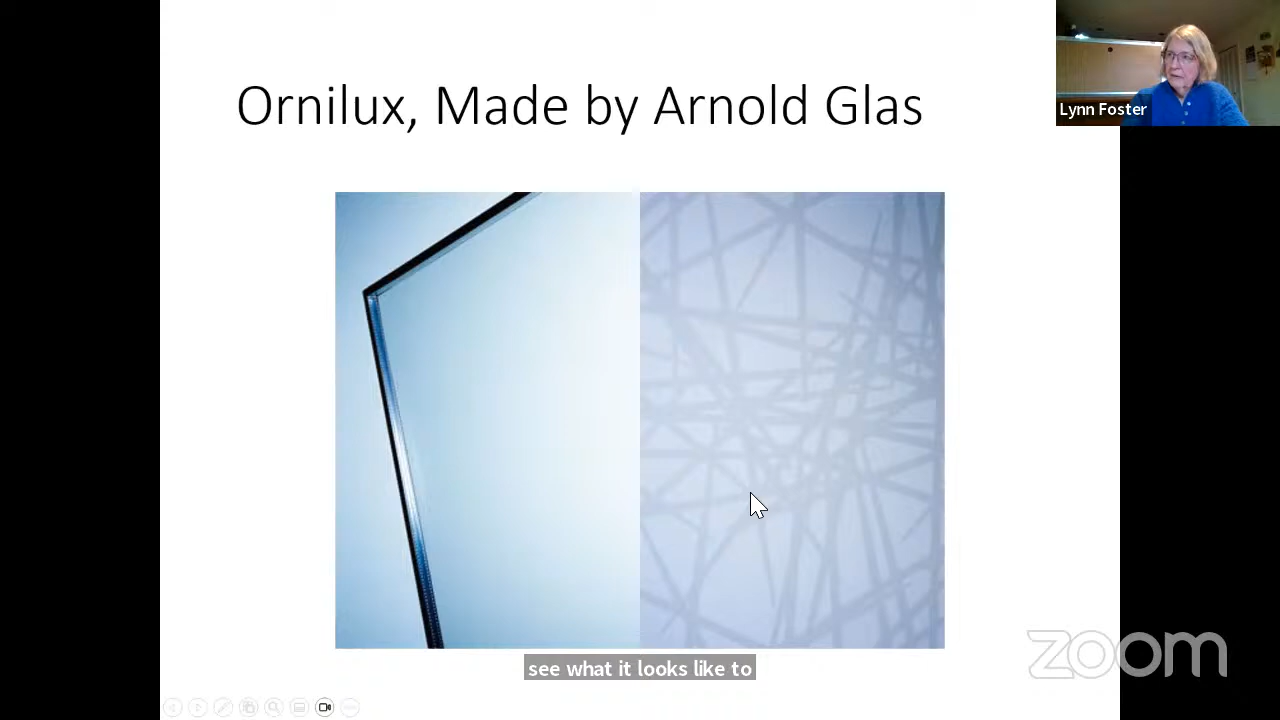 Ornilux, Made by Arnold Glas
Lynn Foster
see what it looks like to
zoom